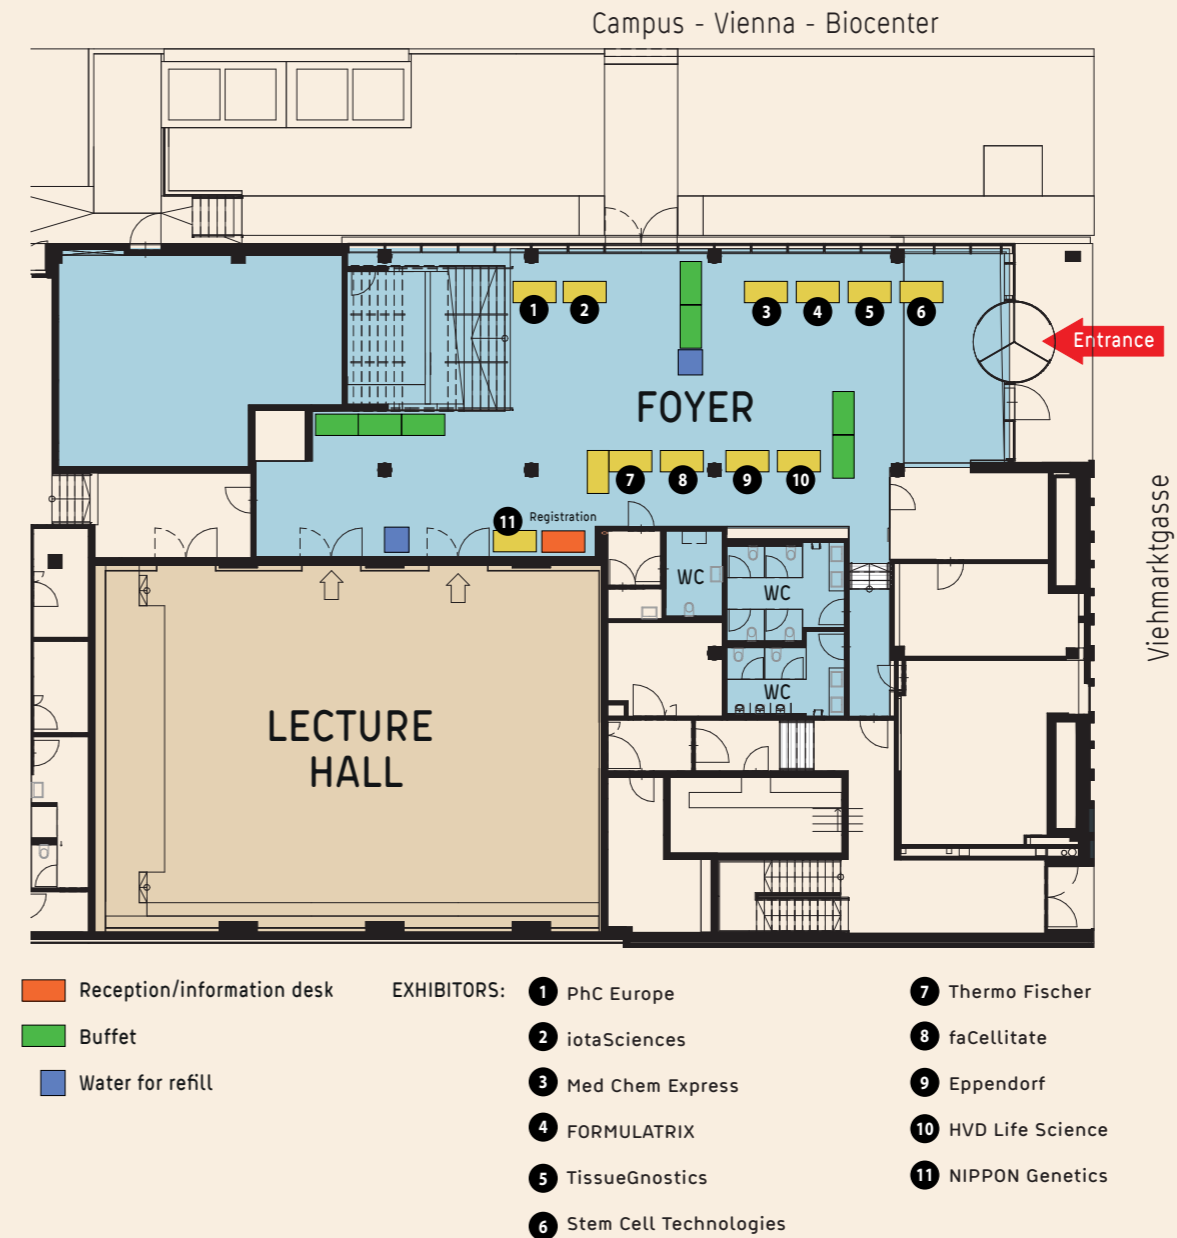 Campus - Vienna - Biocenter
1
2
3
4
5
6
Entrance
FOYER
7
8
9
10
11
Registration
Viehmarktgasse
WC
WC
WC
LECTURE
HALL
Reception/information desk
Buffet
Water for refill
EXHIBITORS:
1 PhC Europe
2 iotaSciences
3 Med Chem Express
4 FORMULATRIX
5 TissueGnostics
6 Stem Cell Technologies
7 Thermo Fischer
8 faCellitate
9 Eppendorf
10 HVD Life Science
11 NIPPON Genetics